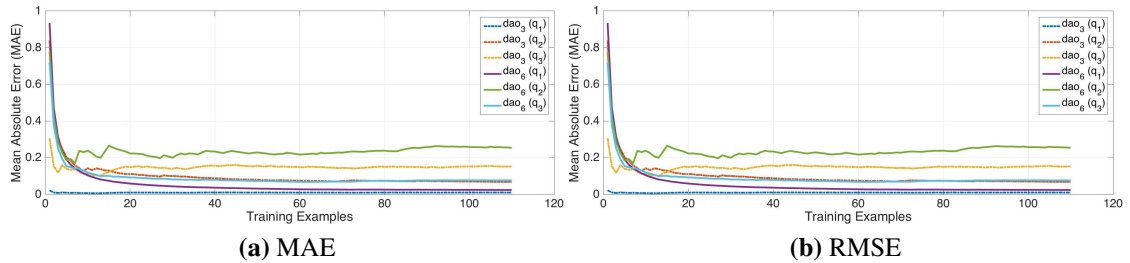 Mean Absolute Error (MAE)
1
0.8
0.6
0.4
0.2
0
0 20 40 60 80 100 120
Training Examples
dao3 (q1)
dao3 (q2)
dao3 (q3)
dao6 (q1)
dao6 (q2)
dao6 (q3)
(a) MAE
Mean Absolute Error (MAE)
1
0.8
0.6
0.4
0.2
0
0 20 40 60 80 100 120
Training Examples
dao3 (q1)
dao3 (q2)
dao3 (q3)
dao6 (q1)
dao6 (q2)
dao6 (q3)
(b) RMSE